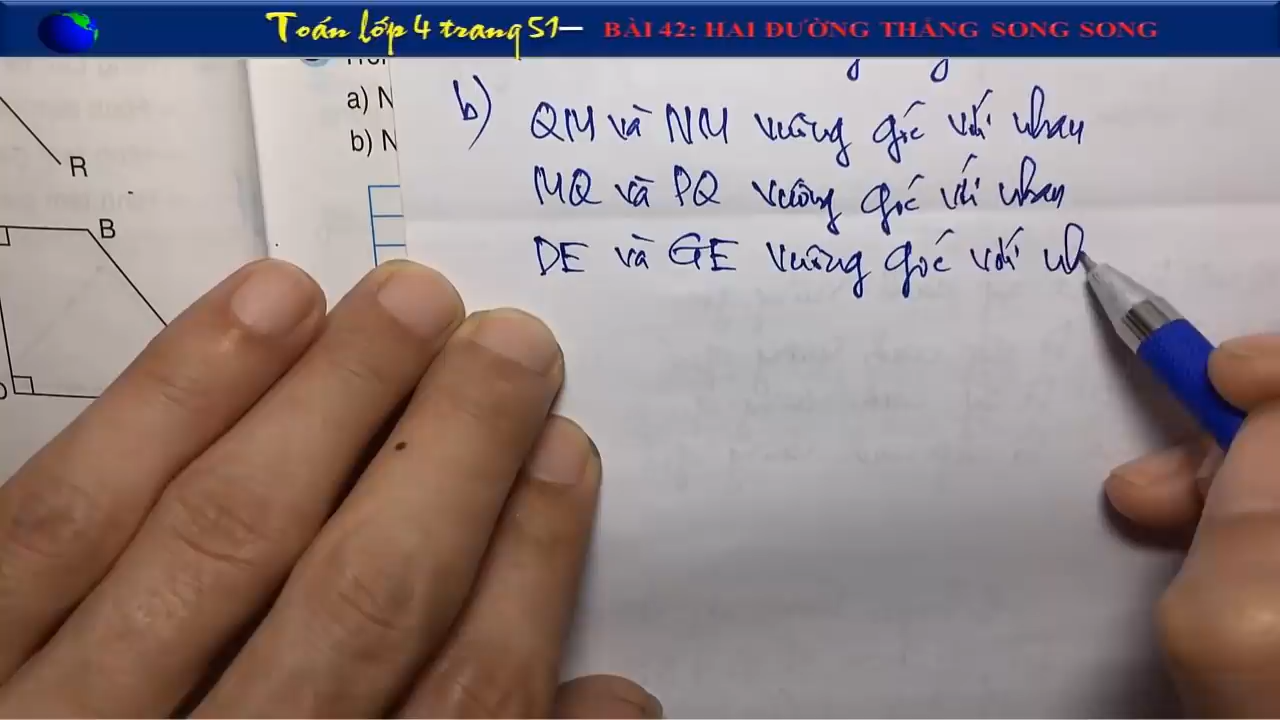 Toán lớp 4 trang 51– BÀI 42: HAI ĐƯỜNG THẲNG SONG SONG
R
B
a) N
b) N
b) QM và NM vuông góc với nhau
MQ và PQ vuông góc với nhau
DE và GE vuông góc với nh